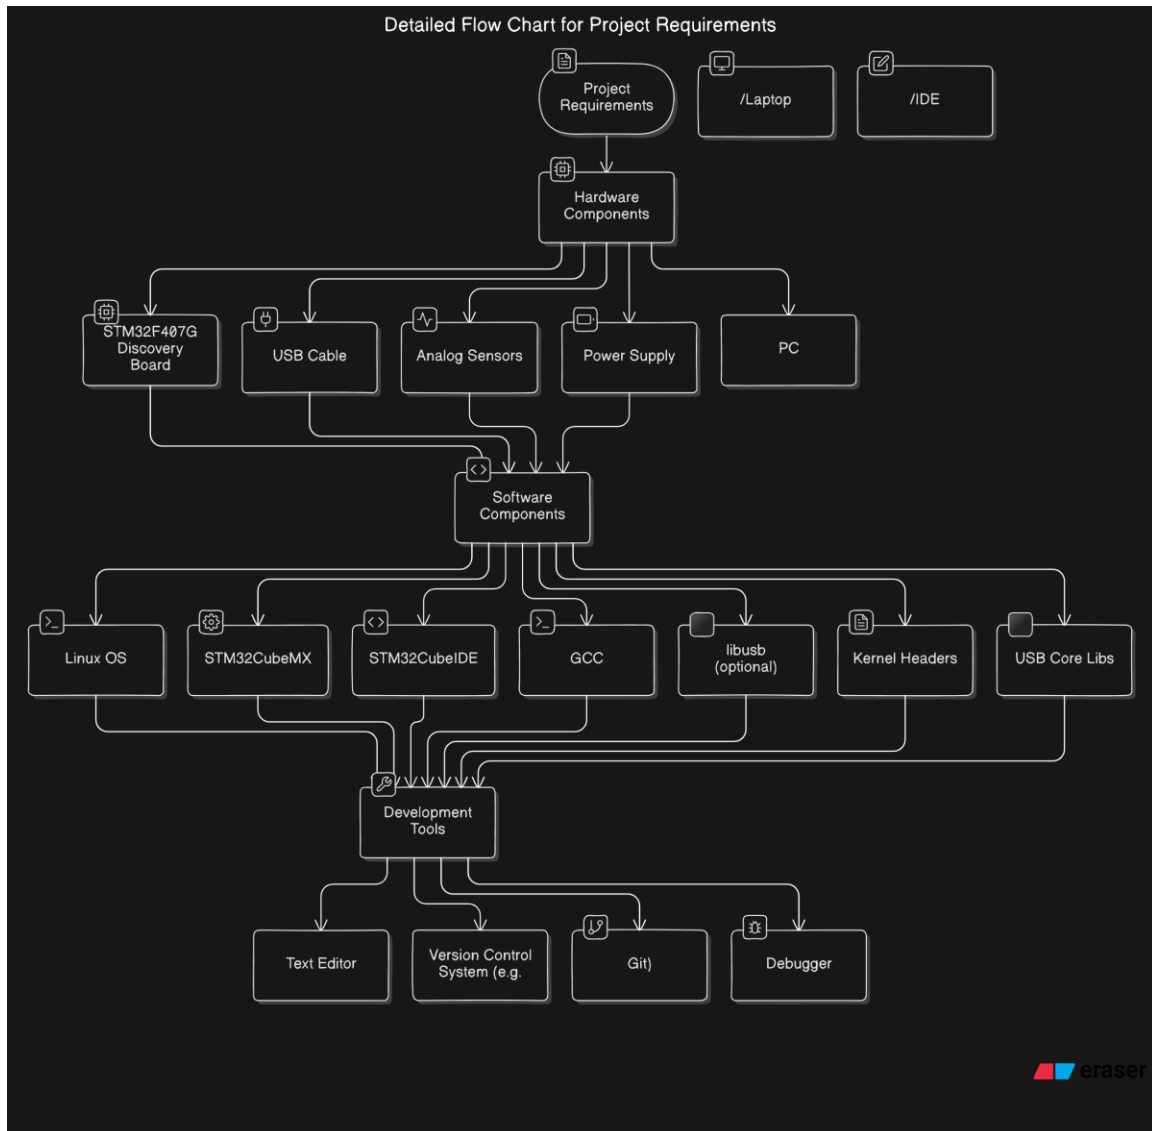 Detailed Flow Chart for Project Requirements
Project
Requirements
/Laptop
/IDE
Hardware
Components
STM32F407G
Discovery
Board
USB Cable
Analog Sensors
Power Supply
PC
Software
Components
Linux OS
STM32CubeMX
STM32CubeIDE
GCC
libusb
(optional)
Kernel Headers
USB Core Libs
Development
Tools
Text Editor
Version Control
System (e.g.
Git)
Debugger
eraser